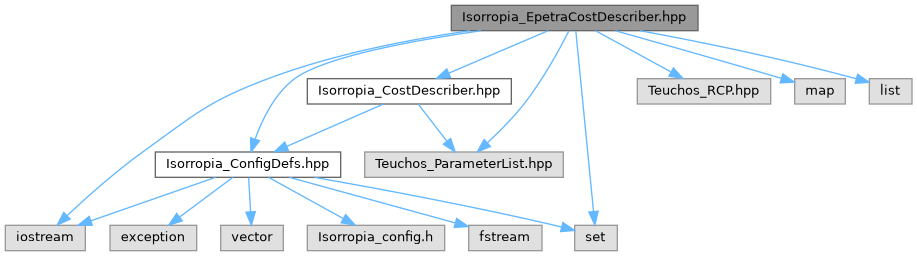 Isorropia_EpetraCostDescriber.hpp
Isorropia_CostDescriber.hpp
Teuchos_RCP.hpp
map
list
Isorropia_ConfigDefs.hpp
Teuchos_ParameterList.hpp
iostream
exception
vector
Isorropia_config.h
fstream
set